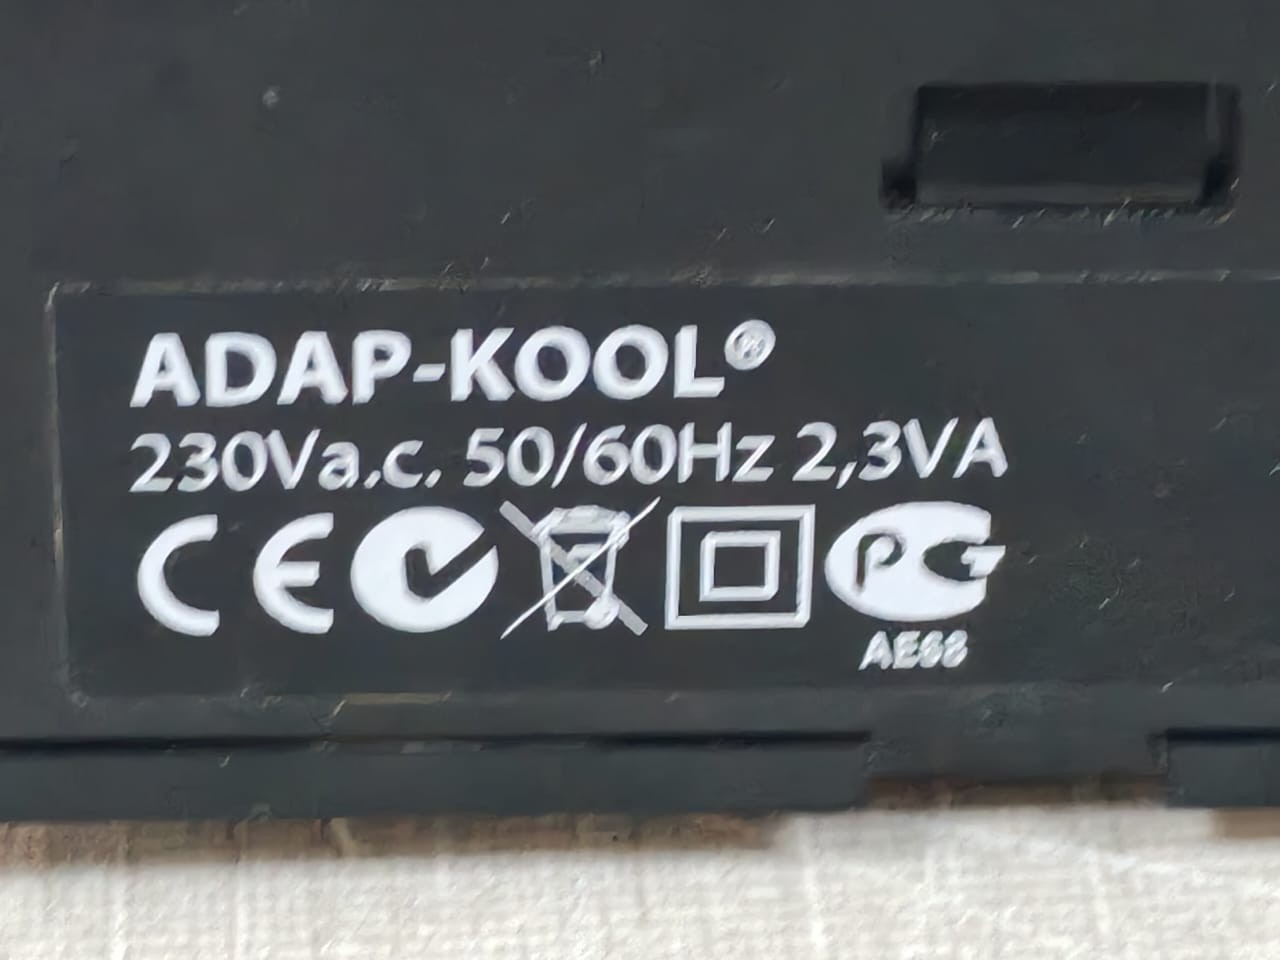 ADAP-KOOL®
230Va.c. 50/60Hz 2,3VA
CE PG
AE68